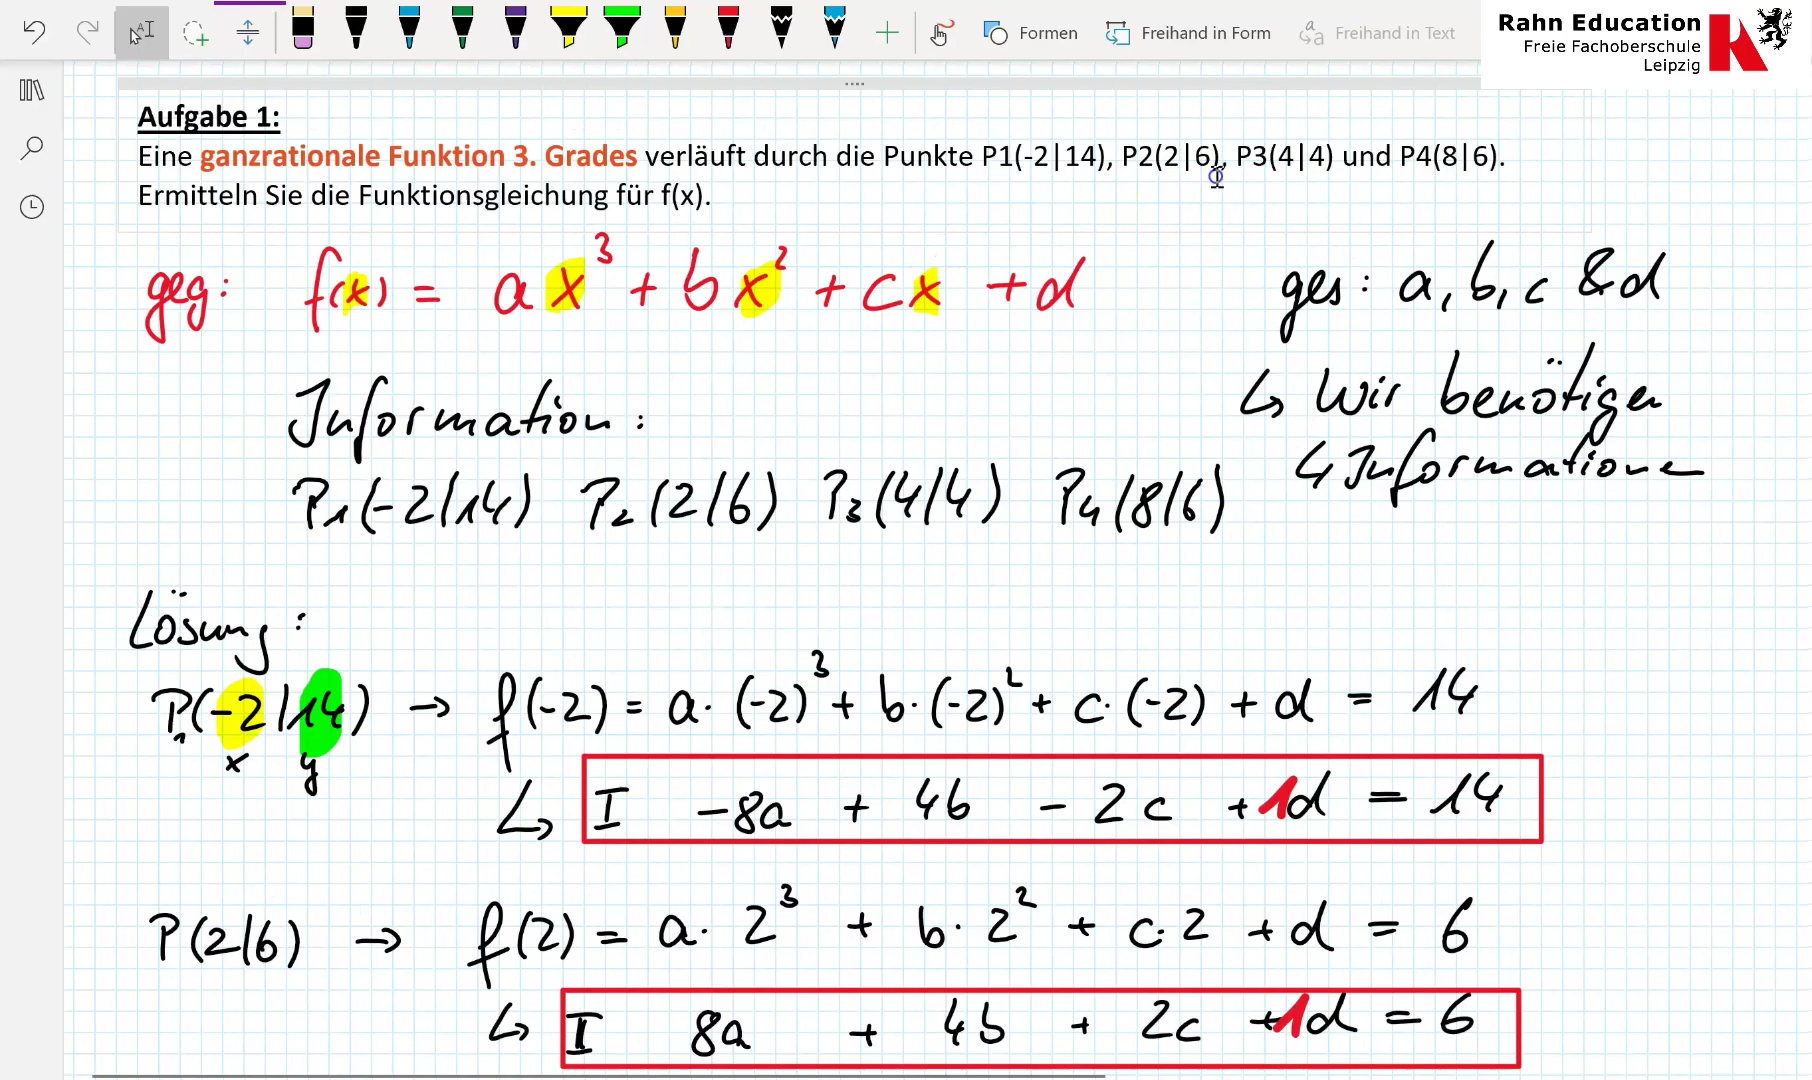 Formen
Freihand in Form
Freihand in Text
Rahn Education
Freie Fachoberschule
Leipzig
Aufgabe 1:
Eine ganzrationale Funktion 3. Grades verläuft durch die Punkte P1(-2|14), P2(2|6), P3(4|4) und P4(8|6).
Ermitteln Sie die Funktionsgleichung für f(x).
geg: f(x) = ax³ + bx² + cx + d
ges: a, b, c & d
↳ Wir benötigen
4 Informationen
Information:
P₁(-2/14) P₂(2/6) P₃(4/4) P₄(8/6)
Lösung:
P₁(-2/14) → f(-2) = a·(-2)³ + b·(-2)² + c·(-2) + d = 14
x y
↳ I -8a + 4b - 2c + 1d = 14
P(2/6) → f(2) = a·2³ + b·2² + c·2 + d = 6
↳ II 8a + 4b + 2c + 1d = 6